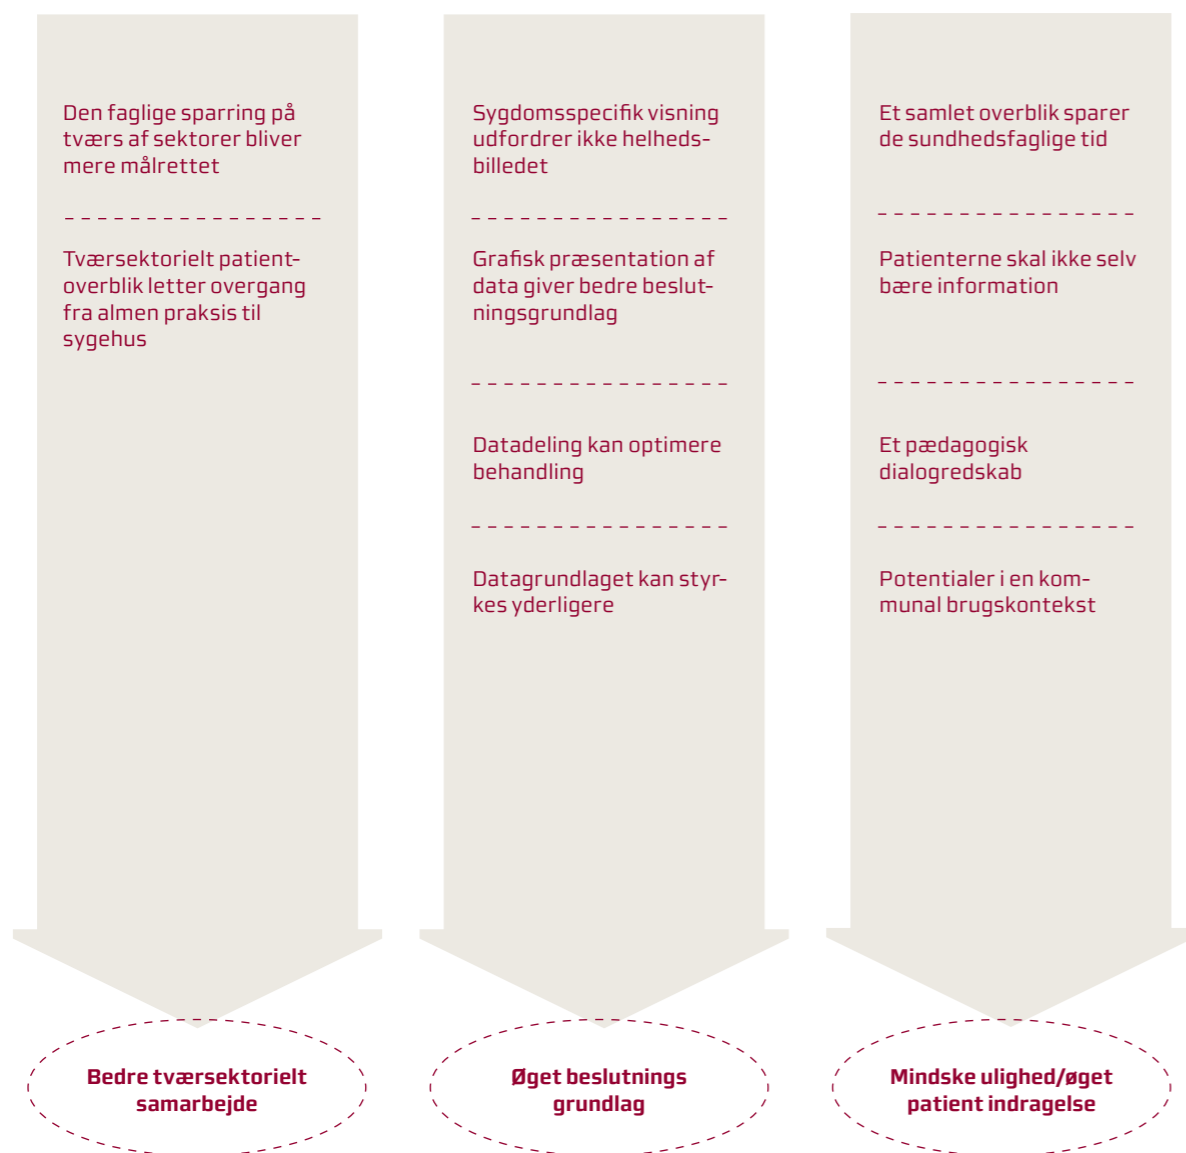 Den faglige sparring på
tværs af sektorer bliver
mere målrettet
Tværsektorielt patient-
overblik letter overgang
fra almen praksis til
sygehus
Bedre tværsektorielt
samarbejde
Sygdomsspecifik visning
udfordrer ikke helheds-
billedet
Grafisk præsentation af
data giver bedre beslut-
ningsgrundlag
Datadeling kan optimere
behandling
Datagrundlaget kan styr-
kes yderligere
Øget beslutnings
grundlag
Et samlet overblik sparer
de sundhedsfaglige tid
Patienterne skal ikke selv
bære information
Et pædagogisk
dialogredskab
Potentialer i en kom-
munal brugskontekst
Mindske ulighed/øget
patient indragelse